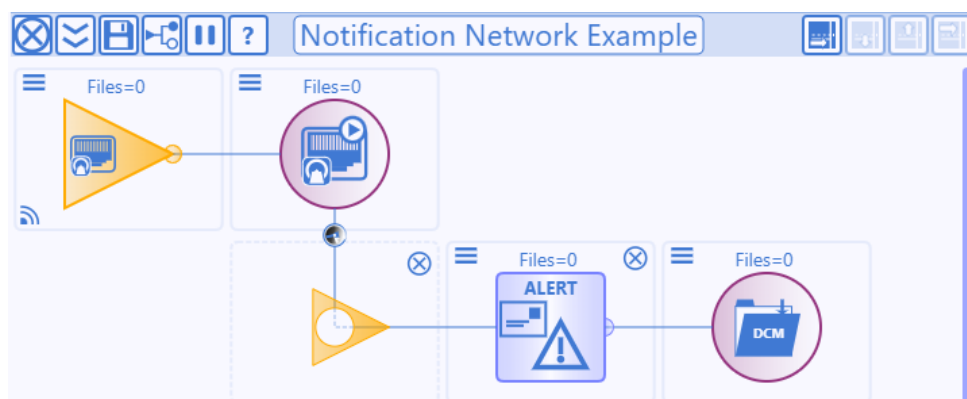 ?
Notification Network Example
Files=0
Files=0
Files=0
ALERT
Files=0
DCM